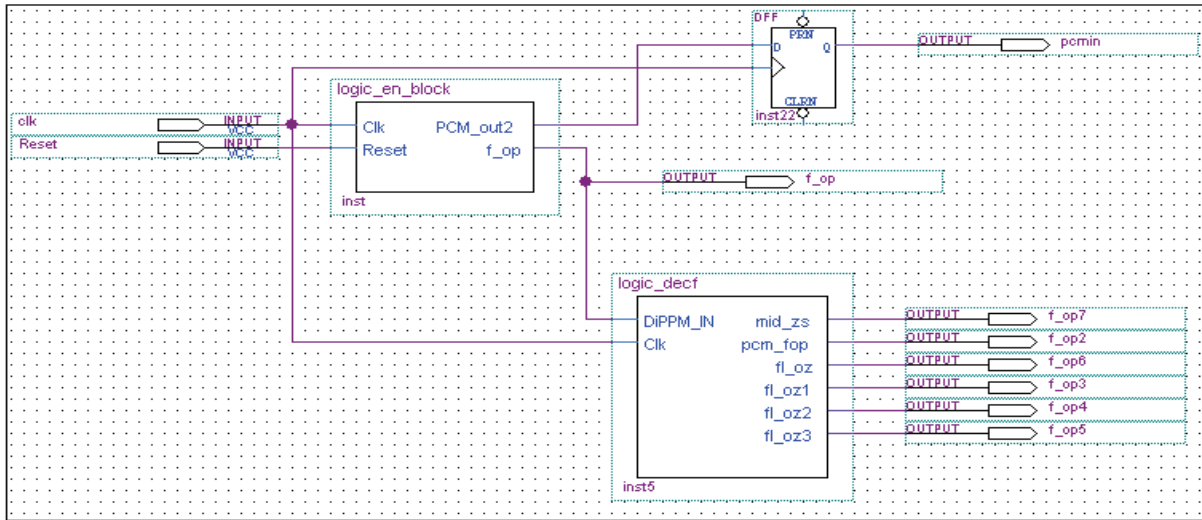 DFF
PRN
D Q
CLRN
inst22
OUTPUT pcmin
logic_en_block
clk INPUT
VCC
Reset INPUT
VCC
Clk PCM_out2
Reset f_op
inst
OUTPUT f_op
logic_decf
DiPPM_IN mid_zs
Clk pcm_fop
fl_oz
fl_oz1
fl_oz2
fl_oz3
inst5
OUTPUT f_op7
OUTPUT f_op2
OUTPUT f_op6
OUTPUT f_op3
OUTPUT f_op4
OUTPUT f_op5